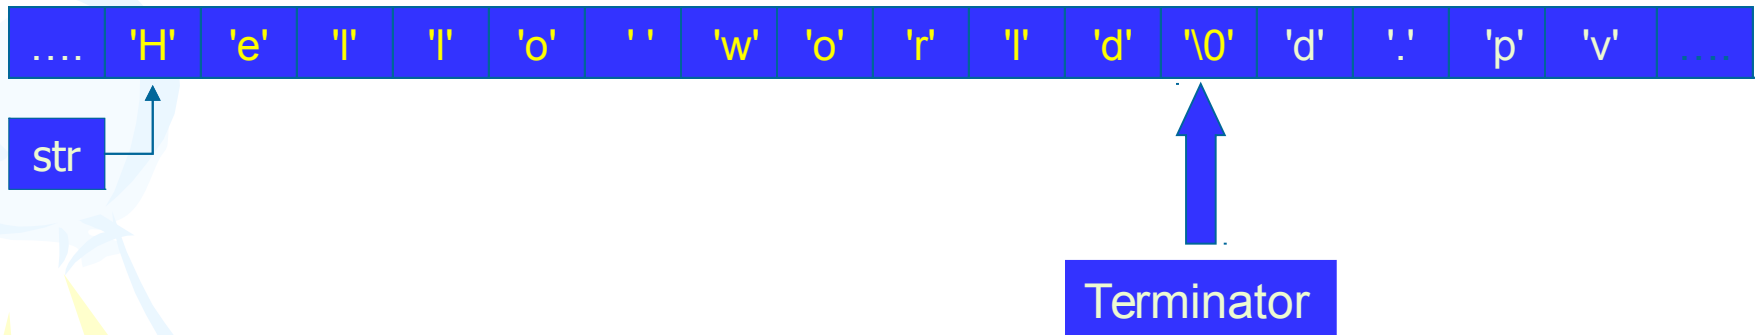 .... 'H' 'e' 'l' 'l' 'o' ' ' 'w' 'o' 'r' 'l' 'd' '\0' 'd' '.' 'p' 'v' ....
str
Terminator